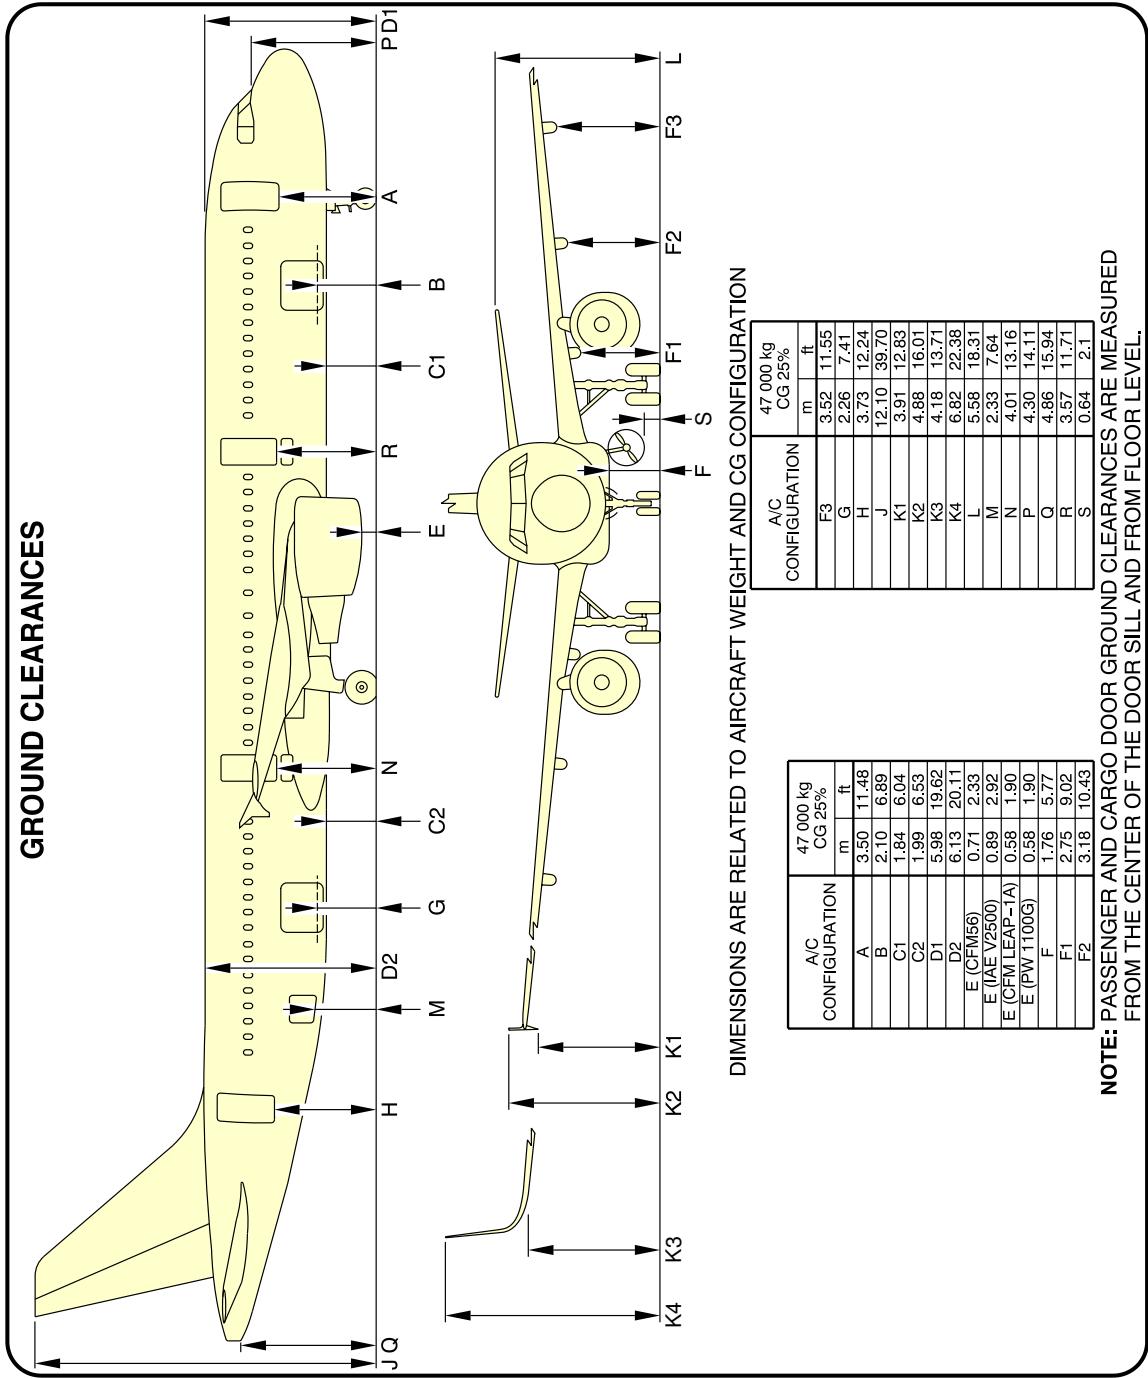 GROUND CLEARANCES
J
Q
H
M
D2
G
C2
N
E
R
C1
B
A
P
D1
K4
K3
K2
K1
F
S
F1
F2
F3
L
DIMENSIONS ARE RELATED TO AIRCRAFT WEIGHT AND CG CONFIGURATION
A/C CONFIGURATION 47 000 kg CG 25%
m ft
A 3.50 11.48
B 2.10 6.89
C1 1.84 6.04
C2 1.99 6.53
D1 5.98 19.62
D2 6.13 20.11
E (CFM56) 0.71 2.33
E (IAE V2500) 0.89 2.92
E (CFM LEAP-1A) 0.58 1.90
E (PW 1100G) 0.58 1.90
F 1.76 5.77
F1 2.75 9.02
F2 3.18 10.43
A/C CONFIGURATION 47 000 kg CG 25%
m ft
F3 3.52 11.55
G 2.26 7.41
H 3.73 12.24
J 12.10 39.70
K1 3.91 12.83
K2 4.88 16.01
K3 4.18 13.71
K4 6.82 22.38
L 5.58 18.31
M 2.33 7.64
N 4.01 13.16
P 4.30 14.11
Q 4.86 15.94
R 3.57 11.71
S 0.64 2.1
NOTE: PASSENGER AND CARGO DOOR GROUND CLEARANCES ARE MEASURED
FROM THE CENTER OF THE DOOR SILL AND FROM FLOOR LEVEL.